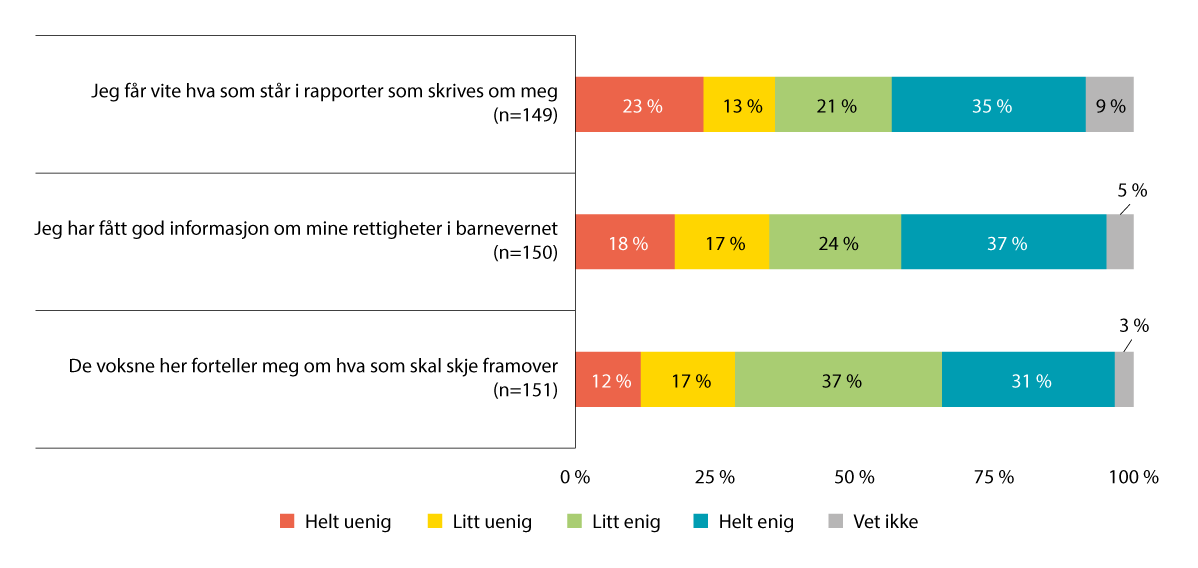 Jeg får vite hva som står i rapporter som skrives om meg
(n=149)
23 % 13 % 21 % 35 % 9 %
5 %
Jeg har fått god informasjon om mine rettigheter i barnevernet
(n=150)
18 % 17 % 24 % 37 %
3 %
De voksne her forteller meg om hva som skal skje framover
(n=151)
12 % 17 % 37 % 31 %
0 % 25 % 50 % 75 % 100 %
Helt uenig Litt uenig Litt enig Helt enig Vet ikke